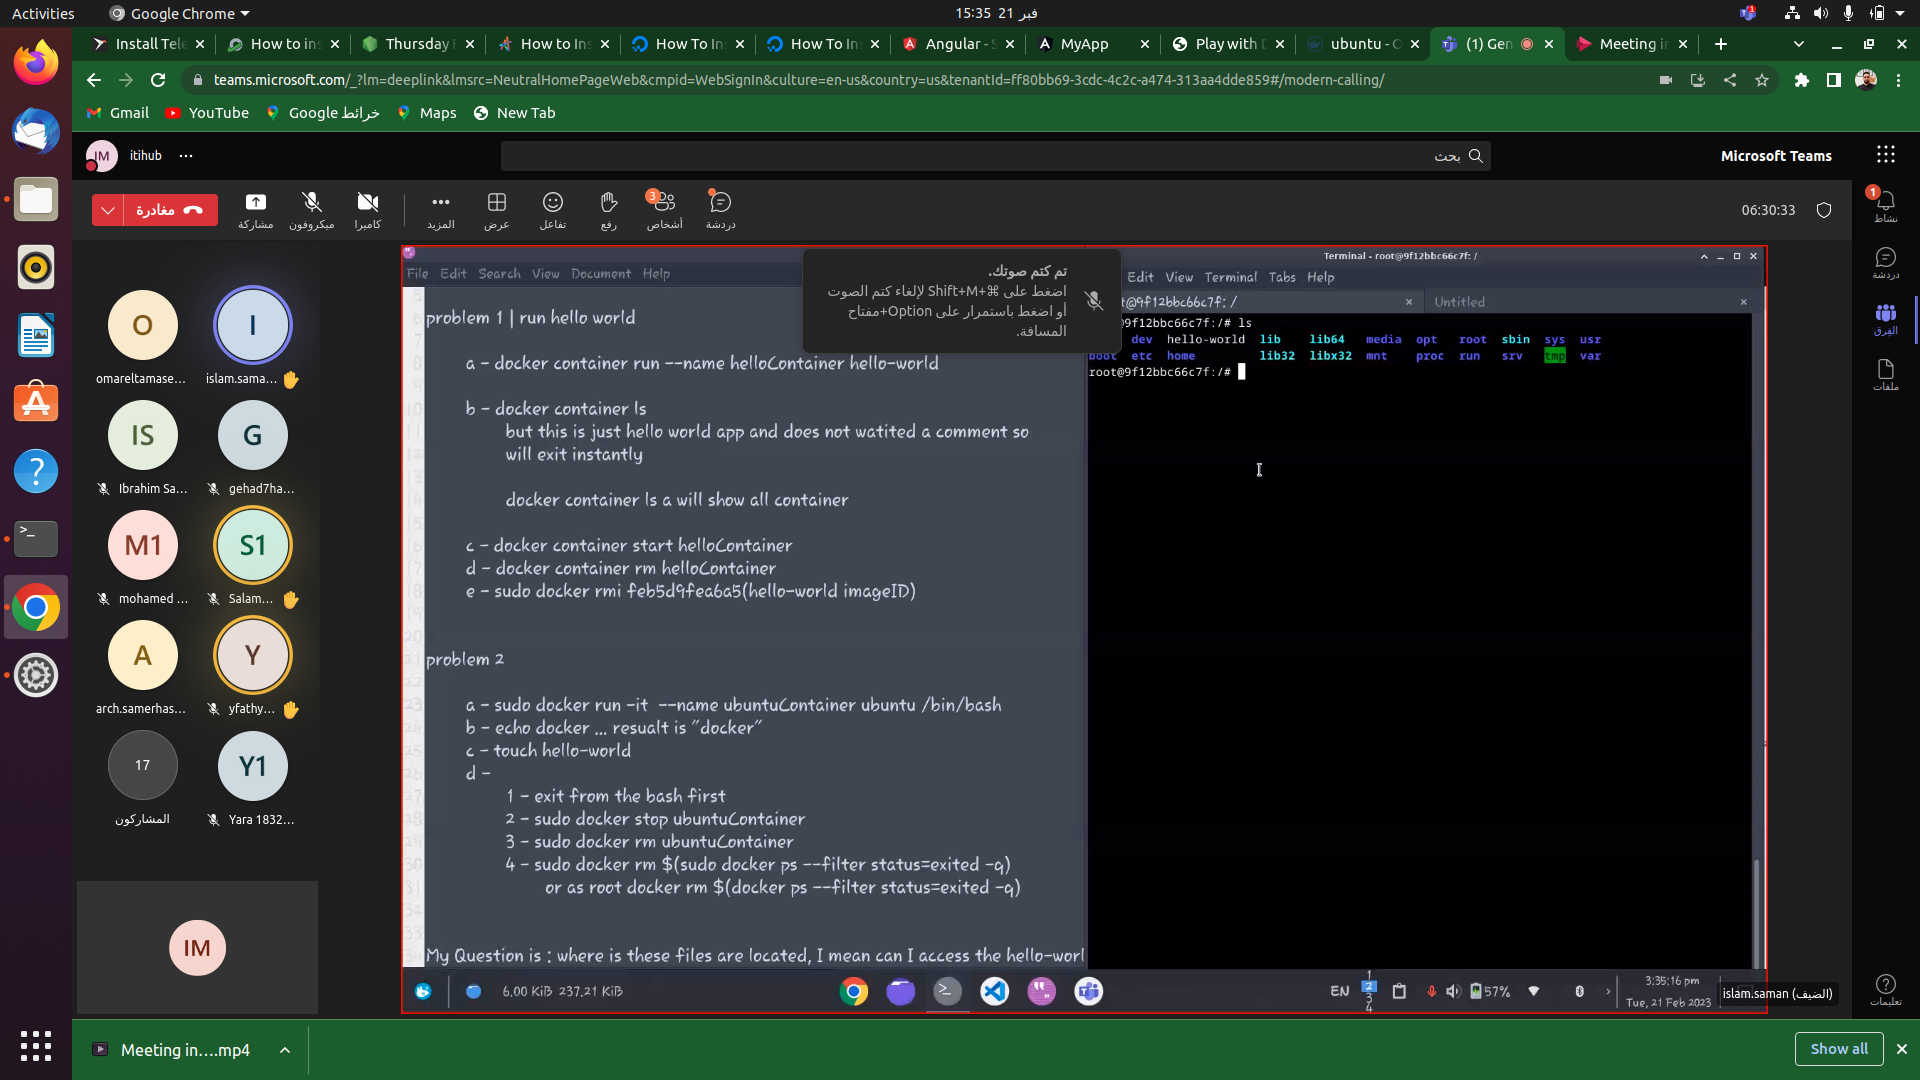 Activities
Google Chrome
15:35 21 فبر
Install Tele
How to ins
Thursday F
How to Ins
How To Ins
How To Ins
Angular - S
MyApp
Play with D
ubuntu - O
(1) Gen
Meeting in
teams.microsoft.com/_?lm=deeplink&lmsrc=NeutralHomePageWeb&cmpid=WebSignIn&culture=en-us&country=us&tenantId=ff80bb69-3cdc-4c2c-a474-313aa4dde859#/modern-calling/
Gmail
YouTube
خرائط Google
Maps
New Tab
IM
itihub
بحث
Microsoft Teams
مغادرة
مشاركة
ميكروفون
كاميرا
المزيد
عرض
تفاعل
رفع
3
أشخاص
دردشة
06:30:33
1
نشاط
دردشة
الفرق
ملفات
تعليمات
O
omareltamase...
I
islam.sama...
IS
Ibrahim Sa...
G
gehad7ha...
M1
mohamed ...
S1
Salam...
A
arch.samerhas...
Y
yfathy...
17
المشاركون
Y1
Yara 1832...
IM
تم كتم صوتك.
اضغط على ⌘+Shift+M لإلغاء كتم الصوت
أو اضغط باستمرار على Option+مفتاح
المسافة.
File Edit Search View Document Help
problem 1 | run hello world
a - docker container run --name helloContainer hello-world
b - docker container ls
but this is just hello world app and does not watited a comment so
will exit instantly
docker container ls a will show all container
c - docker container start helloContainer
d - docker container rm helloContainer
e - sudo docker rmi feb5d9fea6a5(hello-world imageID)
problem 2
a - sudo docker run -it --name ubuntuContainer ubuntu /bin/bash
b - echo docker ... resualt is "docker"
c - touch hello-world
d -
1 - exit from the bash first
2 - sudo docker stop ubuntuContainer
3 - sudo docker rm ubuntuContainer
4 - sudo docker rm $(sudo docker ps --filter status=exited -q)
or as root docker rm $(docker ps --filter status=exited -q)
My Question is : where is these files are located, I mean can I access the hello-worl
Terminal - root@9f12bbc66c7f: /
Edit View Terminal Tabs Help
t@9f12bbc66c7f: /
Untitled
9f12bbc66c7f:/# ls
dev hello-world lib lib64 media opt root sbin sys usr
boot etc home lib32 libx32 mnt proc run srv tmp var
root@9f12bbc66c7f:/#
6.00 KiB 237.21 KiB
EN
1
2
3
4
57%
3:35:16 pm
Tue, 21 Feb 2023
islam.saman (الضيف)
Meeting in....mp4
Show all